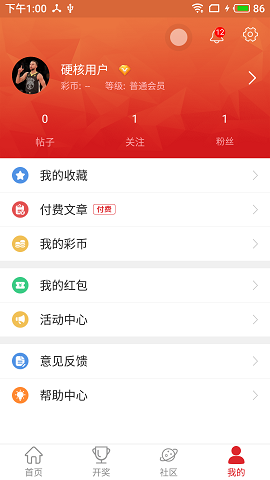 下午1:00
86
12
硬核用户
彩币: -- 等级: 普通会员
0 1 1
帖子 关注 粉丝
我的收藏
付费文章 付费
我的彩币
我的红包
活动中心
意见反馈
帮助中心
首页 开奖 社区 我的